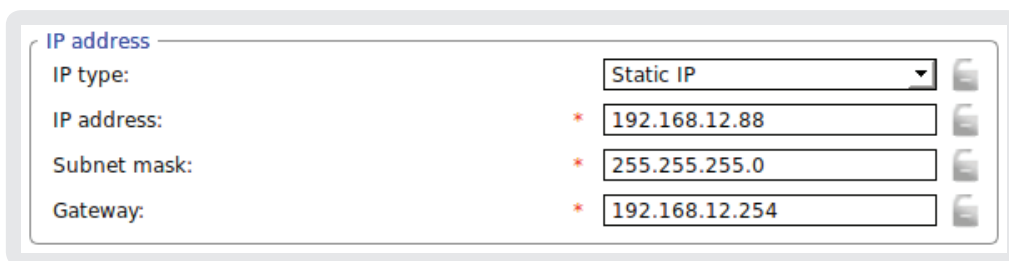 IP address
IP type: Static IP
IP address: * 192.168.12.88
Subnet mask: * 255.255.255.0
Gateway: * 192.168.12.254